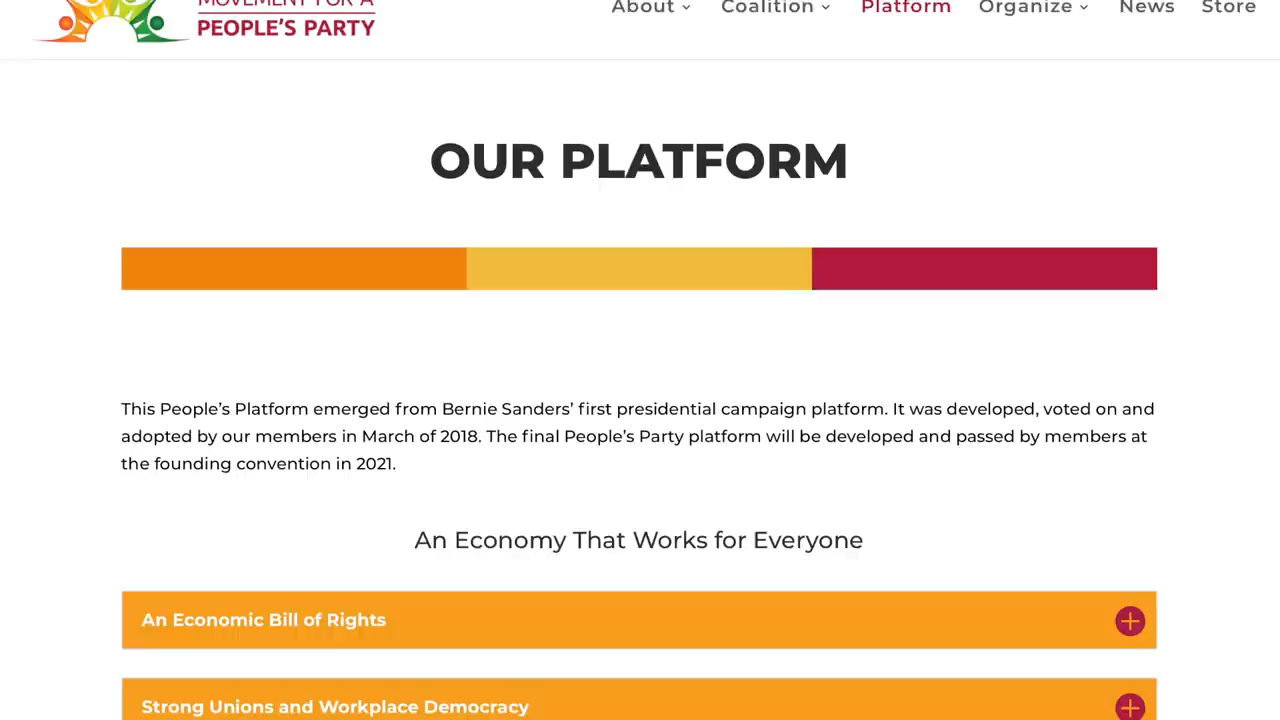 MOVEMENT FOR A
PEOPLE'S PARTY
About Coalition Platform Organize News Store
OUR PLATFORM
This People's Platform emerged from Bernie Sanders' first presidential campaign platform. It was developed, voted on and
adopted by our members in March of 2018. The final People's Party platform will be developed and passed by members at
the founding convention in 2021.
An Economy That Works for Everyone
An Economic Bill of Rights
Strong Unions and Workplace Democracy